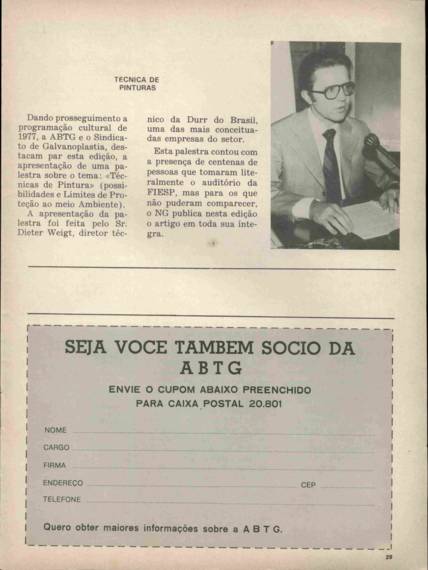 TECNICA DE
PINTURAS
Dando prosseguimento a
programação cultural de
1977, a ABTG e o Sindica-
to de Galvanoplastia, des-
tacam par esta edição, a
apresentação de uma pa-
lestra sobre o tema: «Téc-
nicas de Pintura» (possi-
bilidades e Limites de Pro-
teção ao meio Ambiente).
A apresentação da pa-
lestra foi feita pelo Sr.
Dieter Weigt, diretor téc-
nico da Durr do Brasil,
uma das mais conceitua-
das empresas do setor.
Esta palestra contou com
a presença de centenas de
pessoas que tomaram lite-
ralmente o auditório da
FIESP, mas para os que
não puderam comparecer,
o NG publica nesta edição
o artigo em toda sua inte-
gra.
SEJA VOCE TAMBEM SOCIO DA
ABTG
ENVIE O CUPOM ABAIXO PREENCHIDO
PARA CAIXA POSTAL 20.801
NOME
CARGO
FIRMA
ENDEREÇO CEP
TELEFONE
Quero obter maiores informações sobre a A B T G.